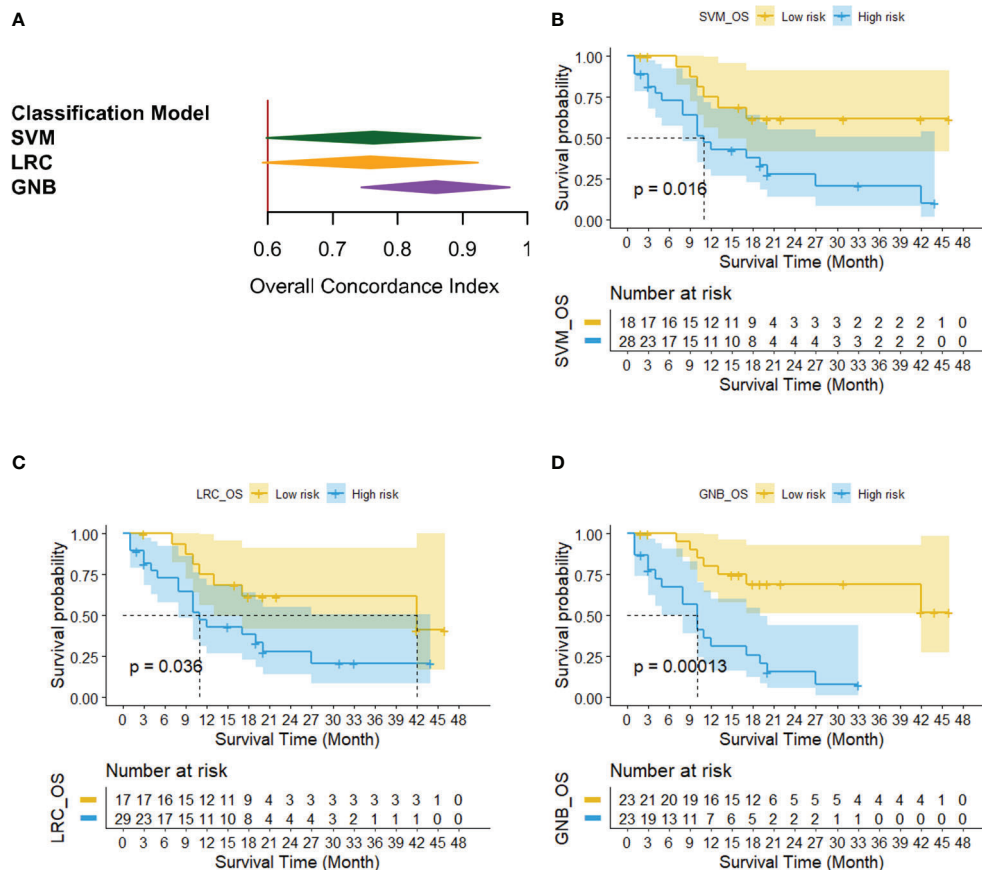 A
Classification Model
SVM
LRC
GNB
0.6 0.7 0.8 0.9 1
Overall Concordance Index
B
SVM_OS Low risk High risk
Survival probability
1.00
0.75
0.50
0.25
0.00
p = 0.016
0 3 6 9 12 15 18 21 24 27 30 33 36 39 42 45 48
Survival Time (Month)
Number at risk
SVM_OS
18 17 16 15 12 11 9 4 3 3 3 2 2 2 2 1 0
28 23 17 15 11 10 8 4 4 4 3 3 2 2 2 0 0
0 3 6 9 12 15 18 21 24 27 30 33 36 39 42 45 48
Survival Time (Month)
C
LRC_OS Low risk High risk
Survival probability
1.00
0.75
0.50
0.25
0.00
p = 0.036
0 3 6 9 12 15 18 21 24 27 30 33 36 39 42 45 48
Survival Time (Month)
Number at risk
LRC_OS
17 17 16 15 12 11 9 4 3 3 3 3 3 3 3 1 0
29 23 17 15 11 10 8 4 4 4 3 2 1 1 1 0 0
0 3 6 9 12 15 18 21 24 27 30 33 36 39 42 45 48
Survival Time (Month)
D
GNB_OS Low risk High risk
Survival probability
1.00
0.75
0.50
0.25
0.00
p = 0.00013
0 3 6 9 12 15 18 21 24 27 30 33 36 39 42 45 48
Survival Time (Month)
Number at risk
GNB_OS
23 21 20 19 16 15 12 6 5 5 5 4 4 4 4 1 0
23 19 13 11 7 6 5 2 2 2 1 1 0 0 0 0 0
0 3 6 9 12 15 18 21 24 27 30 33 36 39 42 45 48
Survival Time (Month)